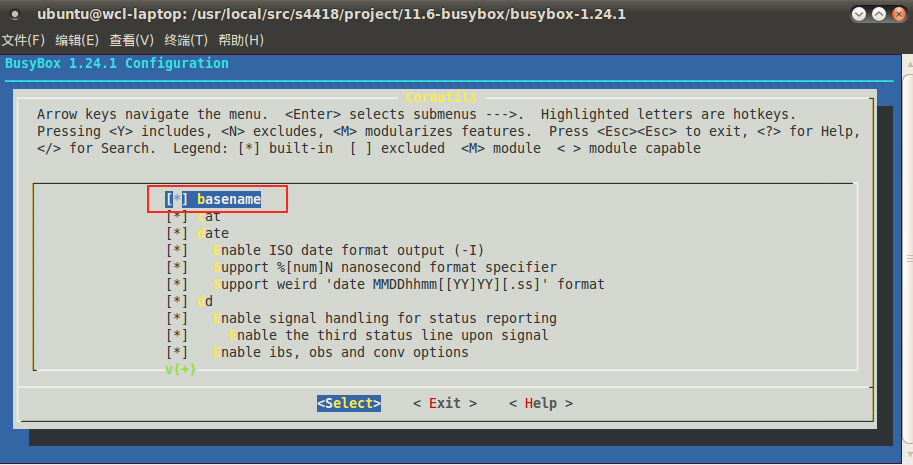 ubuntu@wcl-laptop: /usr/local/src/s4418/project/11.6-busybox/busybox-1.24.1
文件(F) 编辑(E) 查看(V) 终端(T) 帮助(H)
BusyBox 1.24.1 Configuration
Coreutils
Arrow keys navigate the menu. <Enter> selects submenus --->. Highlighted letters are hotkeys.
Pressing <Y> includes, <N> excludes, <M> modularizes features. Press <Esc><Esc> to exit, <?> for Help,
</> for Search. Legend: [*] built-in [ ] excluded <M> module < > module capable
[*] basename
[*] cat
[*] date
[*] Enable ISO date format output (-I)
[*] Support %[num]N nanosecond format specifier
[*] Support weird 'date MMDDhhmm[[YY]YY][.ss]' format
[*] dd
[*] Enable signal handling for status reporting
[*] Enable the third status line upon signal
[*] Enable ibs, obs and conv options
v(+)
<Select> < Exit > < Help >